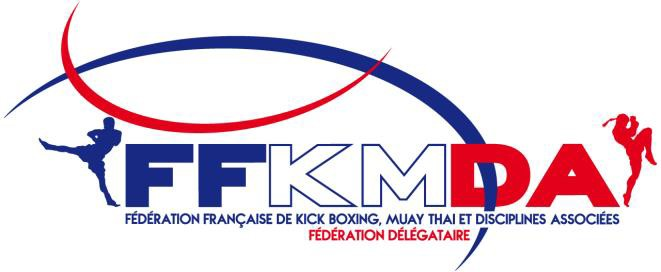 FFKMDA
FÉDÉRATION FRANÇAISE DE KICK BOXING, MUAY THAI ET DISCIPLINES ASSOCIÉES
FÉDÉRATION DÉLÉGATAIRE